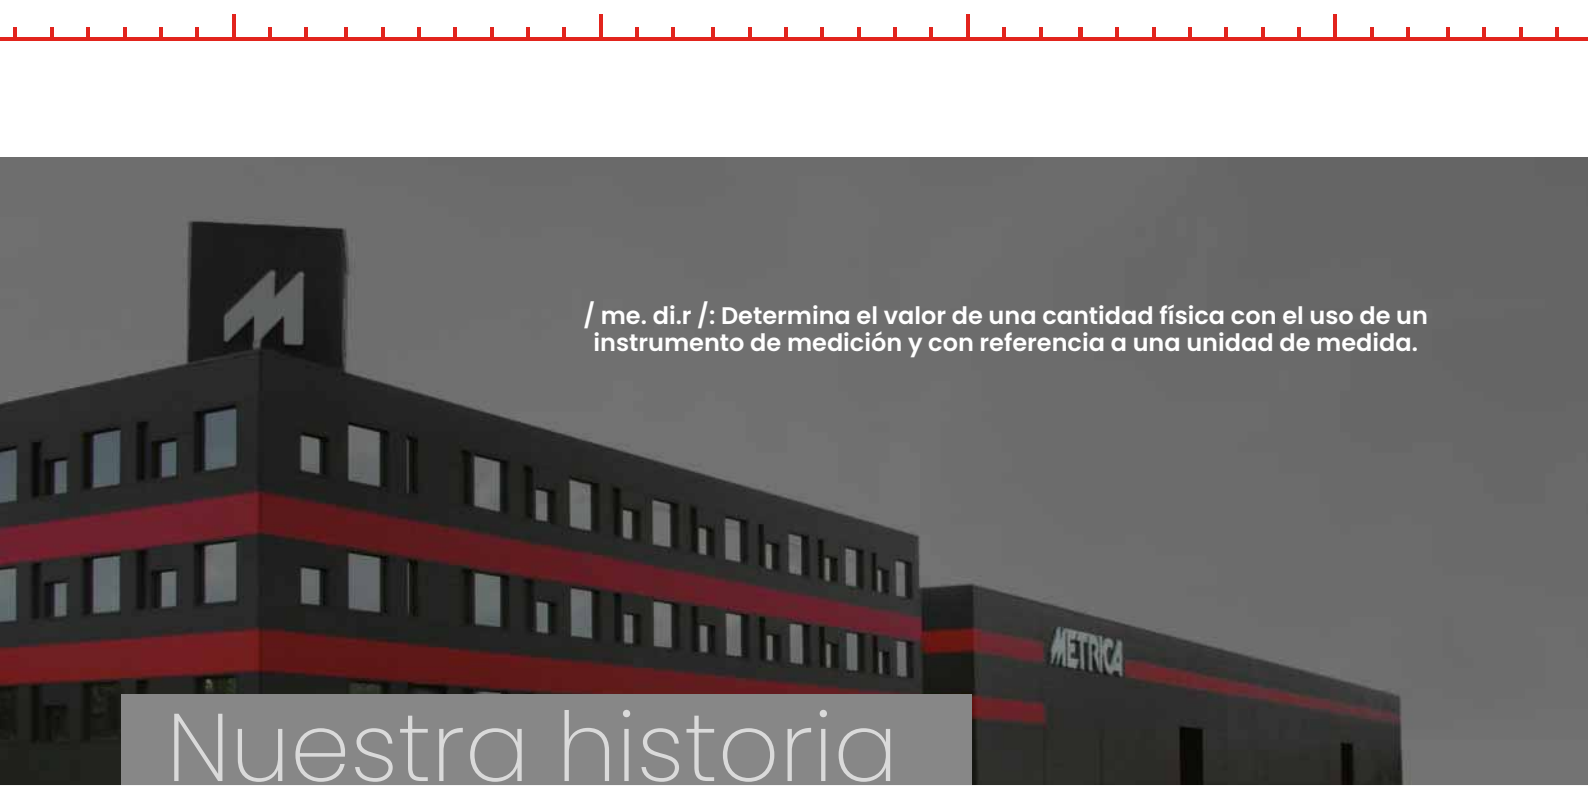 / me. di.r /: Determina el valor de una cantidad física con el uso de un
instrumento de medición y con referencia a una unidad de medida.
METRICA
Nuestra historia